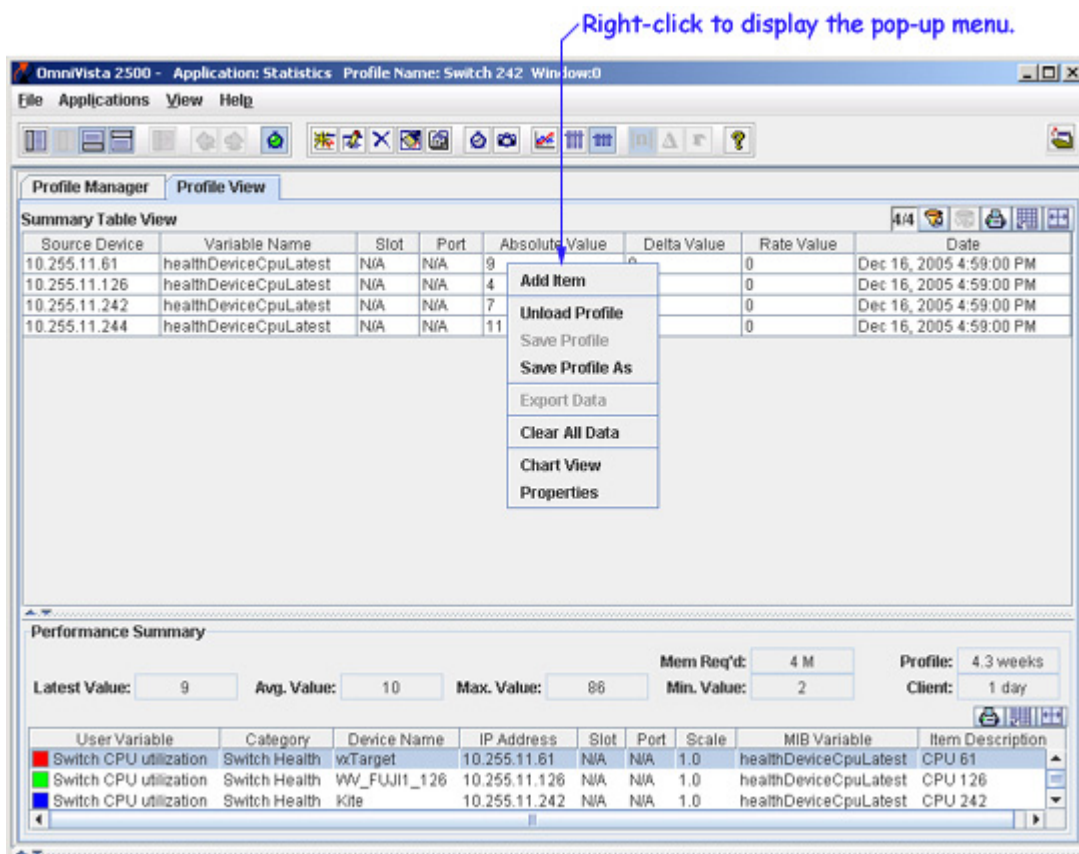 Right-click to display the pop-up menu.
OmniVista 2500 - Application: Statistics Profile Name: Switch 242 Window:0
File Applications View Help
Profile Manager Profile View
Summary Table View 4/4
Source Device Variable Name Slot Port Absolute Value Delta Value Rate Value Date
10.255.11.61 healthDeviceCpuLatest N/A N/A 9 0 0 Dec 16, 2005 4:59:00 PM
10.255.11.126 healthDeviceCpuLatest N/A N/A 4 0 Dec 16, 2005 4:59:00 PM
10.255.11.242 healthDeviceCpuLatest N/A N/A 7 0 Dec 16, 2005 4:59:00 PM
10.255.11.244 healthDeviceCpuLatest N/A N/A 11 0 Dec 16, 2005 4:59:00 PM
Add Item
Unload Profile
Save Profile
Save Profile As
Export Data
Clear All Data
Chart View
Properties
Performance Summary
Mem Req'd: 4 M Profile: 4.3 weeks
Latest Value: 9 Avg. Value: 10 Max. Value: 86 Min. Value: 2 Client: 1 day
User Variable Category Device Name IP Address Slot Port Scale MIB Variable Item Description
Switch CPU utilization Switch Health vxTarget 10.255.11.61 N/A N/A 1.0 healthDeviceCpuLatest CPU 61
Switch CPU utilization Switch Health WV_FUJI1_126 10.255.11.126 N/A N/A 1.0 healthDeviceCpuLatest CPU 126
Switch CPU utilization Switch Health Kite 10.255.11.242 N/A N/A 1.0 healthDeviceCpuLatest CPU 242